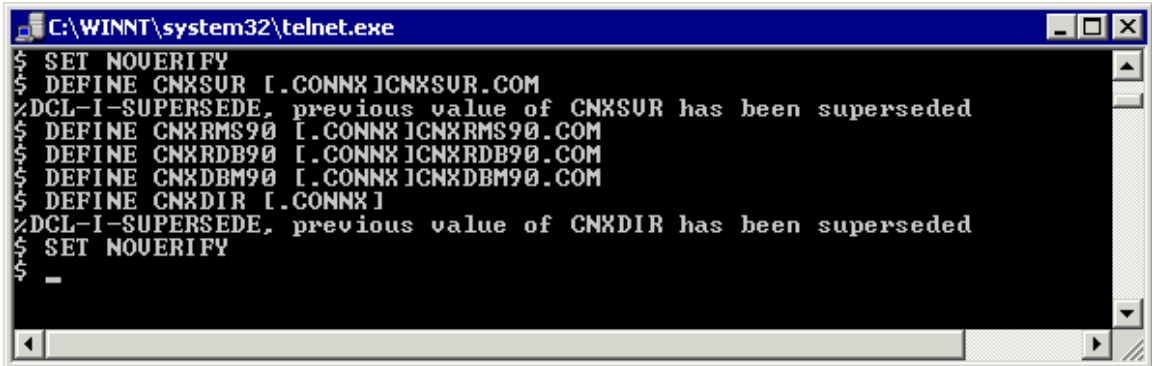 C:\WINNT\system32\telnet.exe
$ SET NOVERIFY
$ DEFINE CNXSVR [.CONNX]CNXSVR.COM
%DCL-I-SUPERSEDE, previous value of CNXSVR has been superseded
$ DEFINE CNXRMS90 [.CONNX]CNXRMS90.COM
$ DEFINE CNXRDB90 [.CONNX]CNXRDB90.COM
$ DEFINE CNXDBM90 [.CONNX]CNXDBM90.COM
$ DEFINE CNXDIR [.CONNX]
%DCL-I-SUPERSEDE, previous value of CNXDIR has been superseded
$ SET NOVERIFY
$ _